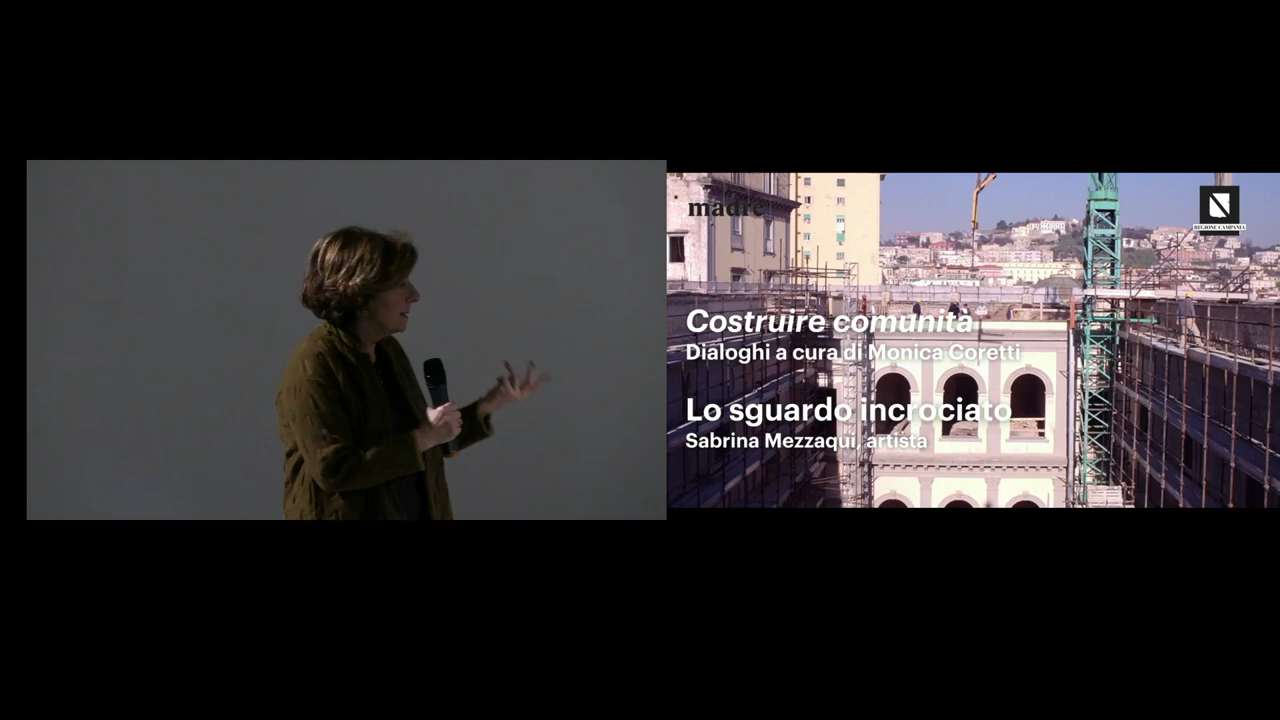 madre
REGIONE CAMPANIA
Costruire comunità
Dialoghi a cura di Monica Coretti
Lo sguardo incrociato
Sabrina Mezzaqui, artista